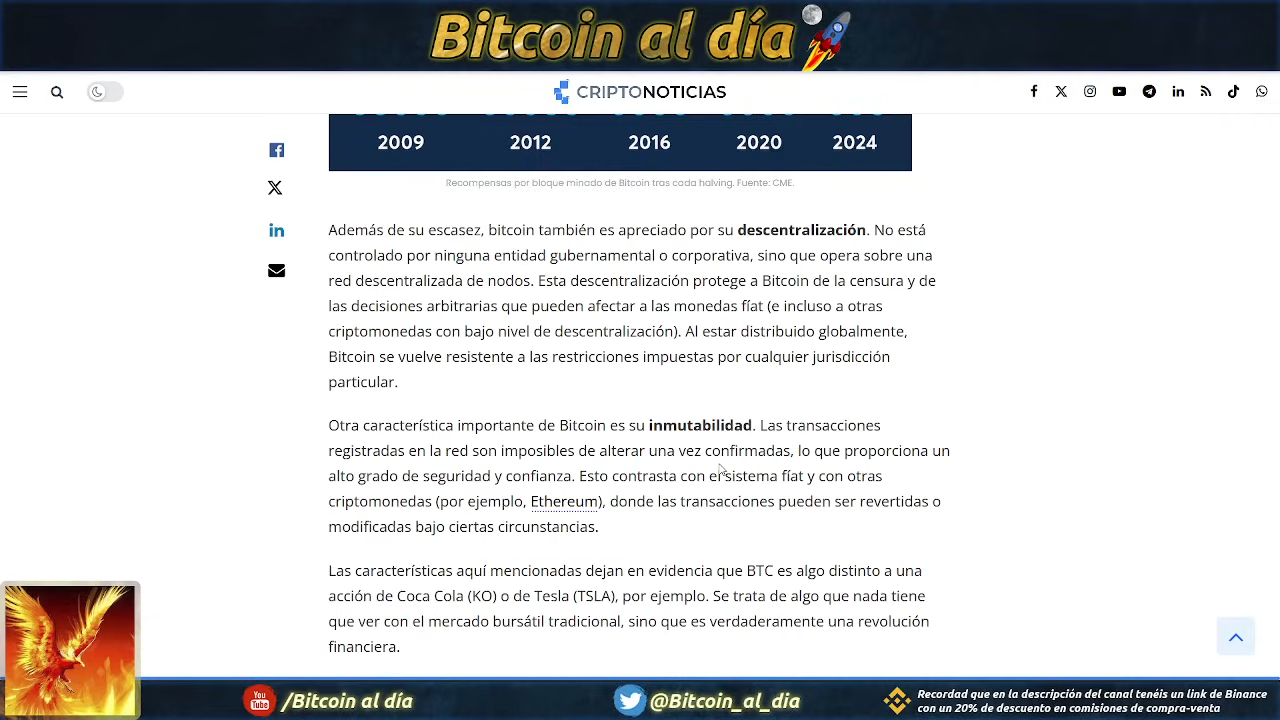 Bitcoin al día
CRIPTONOTICIAS
2009 2012 2016 2020 2024
Recompensas por bloque minado de Bitcoin tras cada halving. Fuente: CME.
Además de su escasez, bitcoin también es apreciado por su descentralización. No está
controlado por ninguna entidad gubernamental o corporativa, sino que opera sobre una
red descentralizada de nodos. Esta descentralización protege a Bitcoin de la censura y de
las decisiones arbitrarias que pueden afectar a las monedas fíat (e incluso a otras
criptomonedas con bajo nivel de descentralización). Al estar distribuido globalmente,
Bitcoin se vuelve resistente a las restricciones impuestas por cualquier jurisdicción
particular.
Otra característica importante de Bitcoin es su inmutabilidad. Las transacciones
registradas en la red son imposibles de alterar una vez confirmadas, lo que proporciona un
alto grado de seguridad y confianza. Esto contrasta con el sistema fíat y con otras
criptomonedas (por ejemplo, Ethereum), donde las transacciones pueden ser revertidas o
modificadas bajo ciertas circunstancias.
Las características aquí mencionadas dejan en evidencia que BTC es algo distinto a una
acción de Coca Cola (KO) o de Tesla (TSLA), por ejemplo. Se trata de algo que nada tiene
que ver con el mercado bursátil tradicional, sino que es verdaderamente una revolución
financiera.
You Tube /Bitcoin al día
@Bitcoin_al_dia
Recordad que en la descripción del canal tenéis un link de Binance
con un 20% de descuento en comisiones de compra-venta